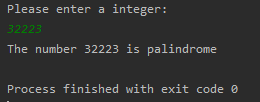 Please enter a integer:
32223
The number 32223 is palindrome
Process finished with exit code 0